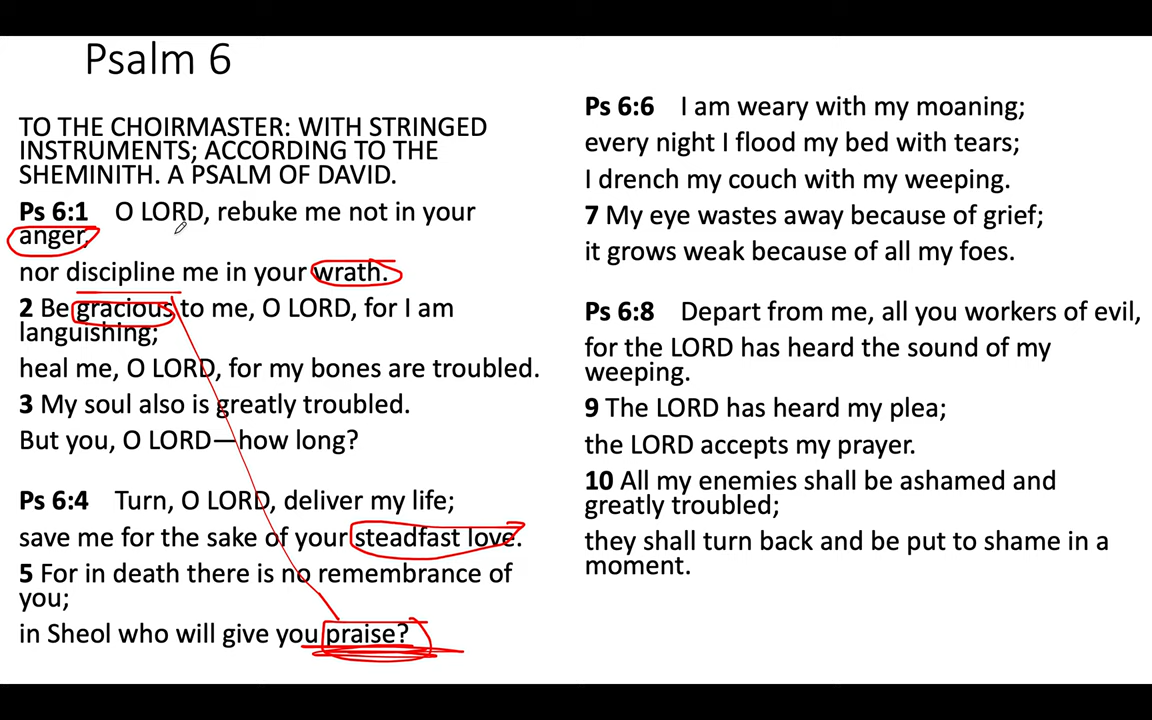 Psalm 6
TO THE CHOIRMASTER: WITH STRINGED
INSTRUMENTS; ACCORDING TO THE
SHEMINITH. A PSALM OF DAVID.
Ps 6:1 O LORD, rebuke me not in your
anger,
nor discipline me in your wrath.
2 Be gracious to me, O LORD, for I am
languishing;
heal me, O LORD, for my bones are troubled.
3 My soul also is greatly troubled.
But you, O LORD—how long?
Ps 6:4 Turn, O LORD, deliver my life;
save me for the sake of your steadfast love.
5 For in death there is no remembrance of
you;
in Sheol who will give you praise?
Ps 6:6 I am weary with my moaning;
every night I flood my bed with tears;
I drench my couch with my weeping.
7 My eye wastes away because of grief;
it grows weak because of all my foes.
Ps 6:8 Depart from me, all you workers of evil,
for the LORD has heard the sound of my
weeping.
9 The LORD has heard my plea;
the LORD accepts my prayer.
10 All my enemies shall be ashamed and
greatly troubled;
they shall turn back and be put to shame in a
moment.